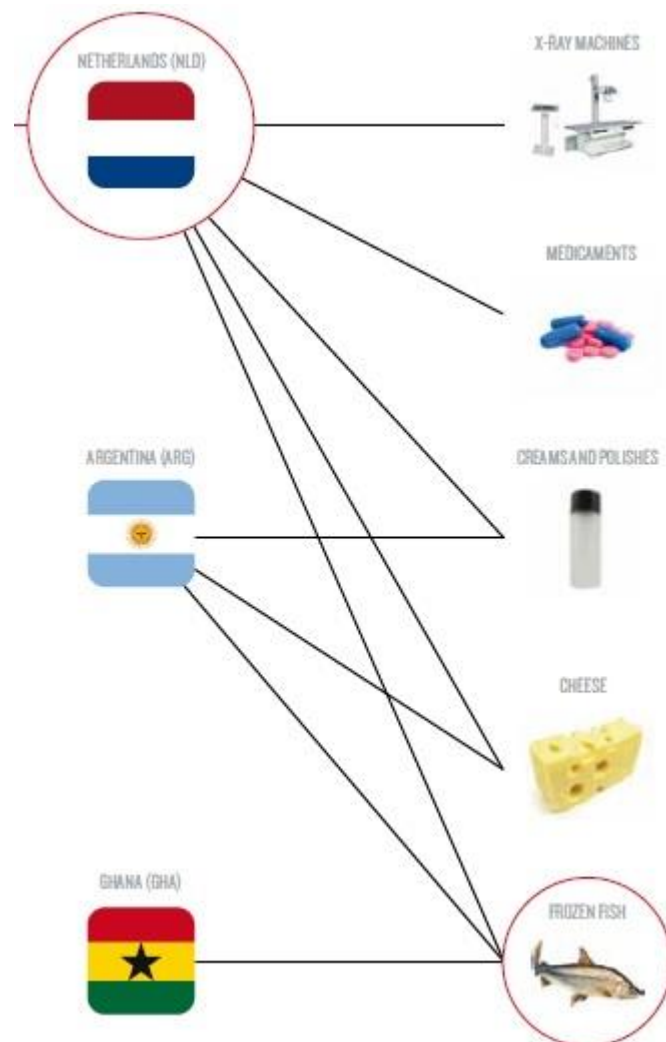 NETHERLANDS (NLD)
X-RAY MACHINES
MEDICAMENTS
ARGENTINA (ARG)
CREAMS AND POLISHES
CHEESE
GHANA (GHA)
FROZEN FISH